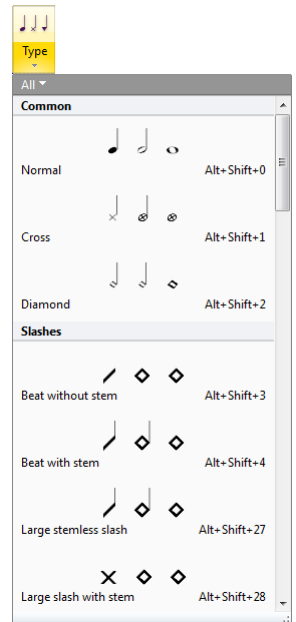 Type
All
Common
Normal Alt+Shift+0
Cross Alt+Shift+1
Diamond Alt+Shift+2
Slashes
Beat without stem Alt+Shift+3
Beat with stem Alt+Shift+4
Large stemless slash Alt+Shift+27
Large slash with stem Alt+Shift+28